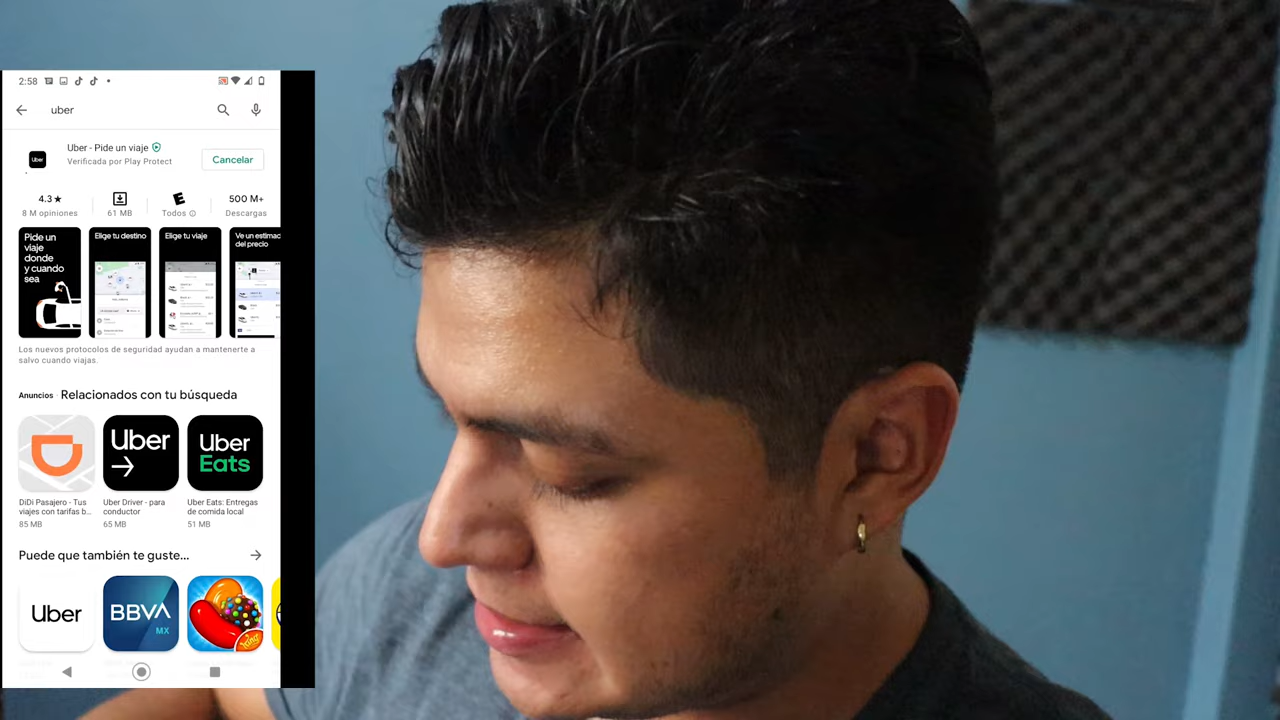 2:58
uber
Uber - Pide un viaje
Verificada por Play Protect
Cancelar
Uber
4.3★
8 M opiniones
61 MB
E
Todos
500 M+
Descargas
Pide un
viaje
donde
y cuando
sea
Elige tu destino
Elige tu viaje
Ve un estimad
del precio
Los nuevos protocolos de seguridad ayudan a mantenerte a
salvo cuando viajas.
Anuncios Relacionados con tu búsqueda
Uber
Uber
Eats
DiDi Pasajero - Tus
viajes con tarifas b...
85 MB
Uber Driver - para
conductor
65 MB
Uber Eats: Entregas
de comida local
51 MB
Puede que también te guste...
Uber
BBVA
MX
King